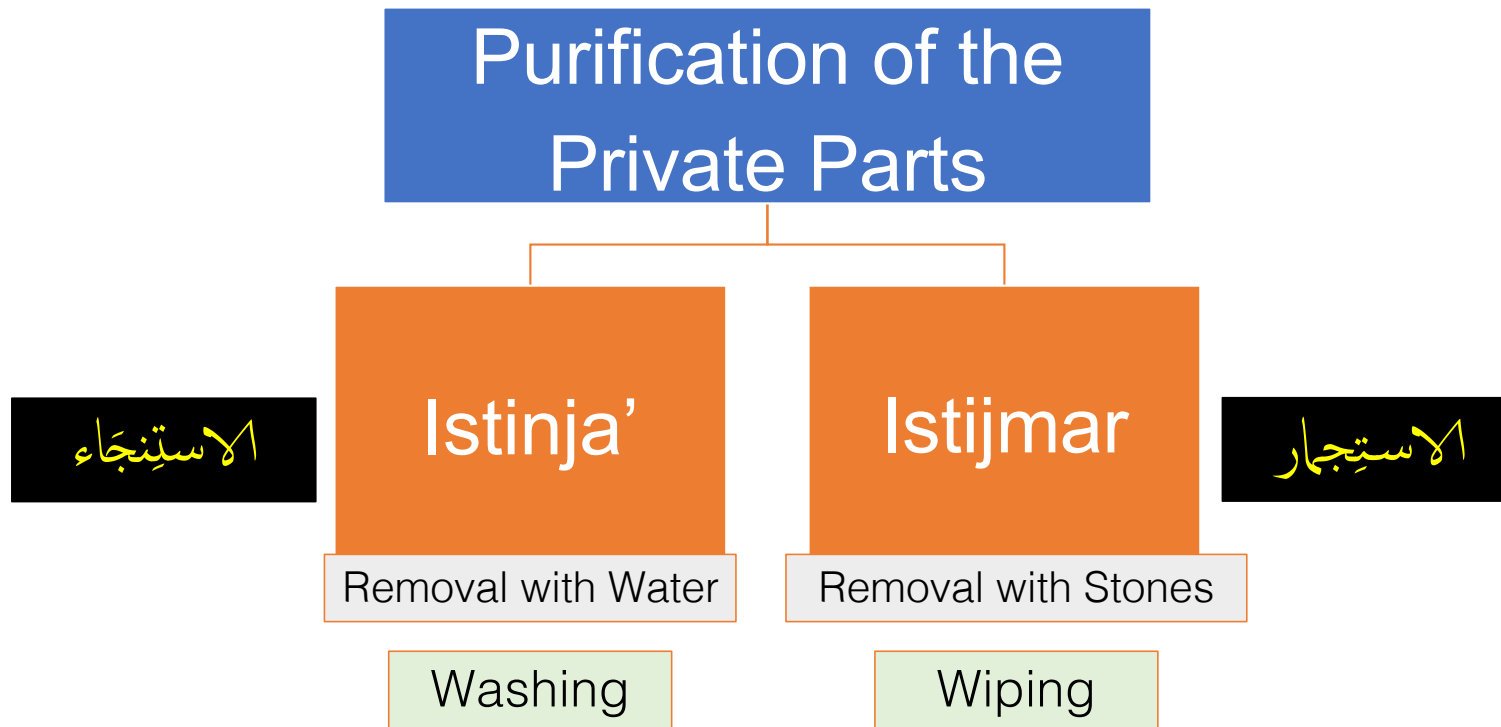 Purification of the
Private Parts
Istinja’
Istijmar
الاستِنجَاء
الاستِجمار
Removal with Water
Removal with Stones
Washing
Wiping